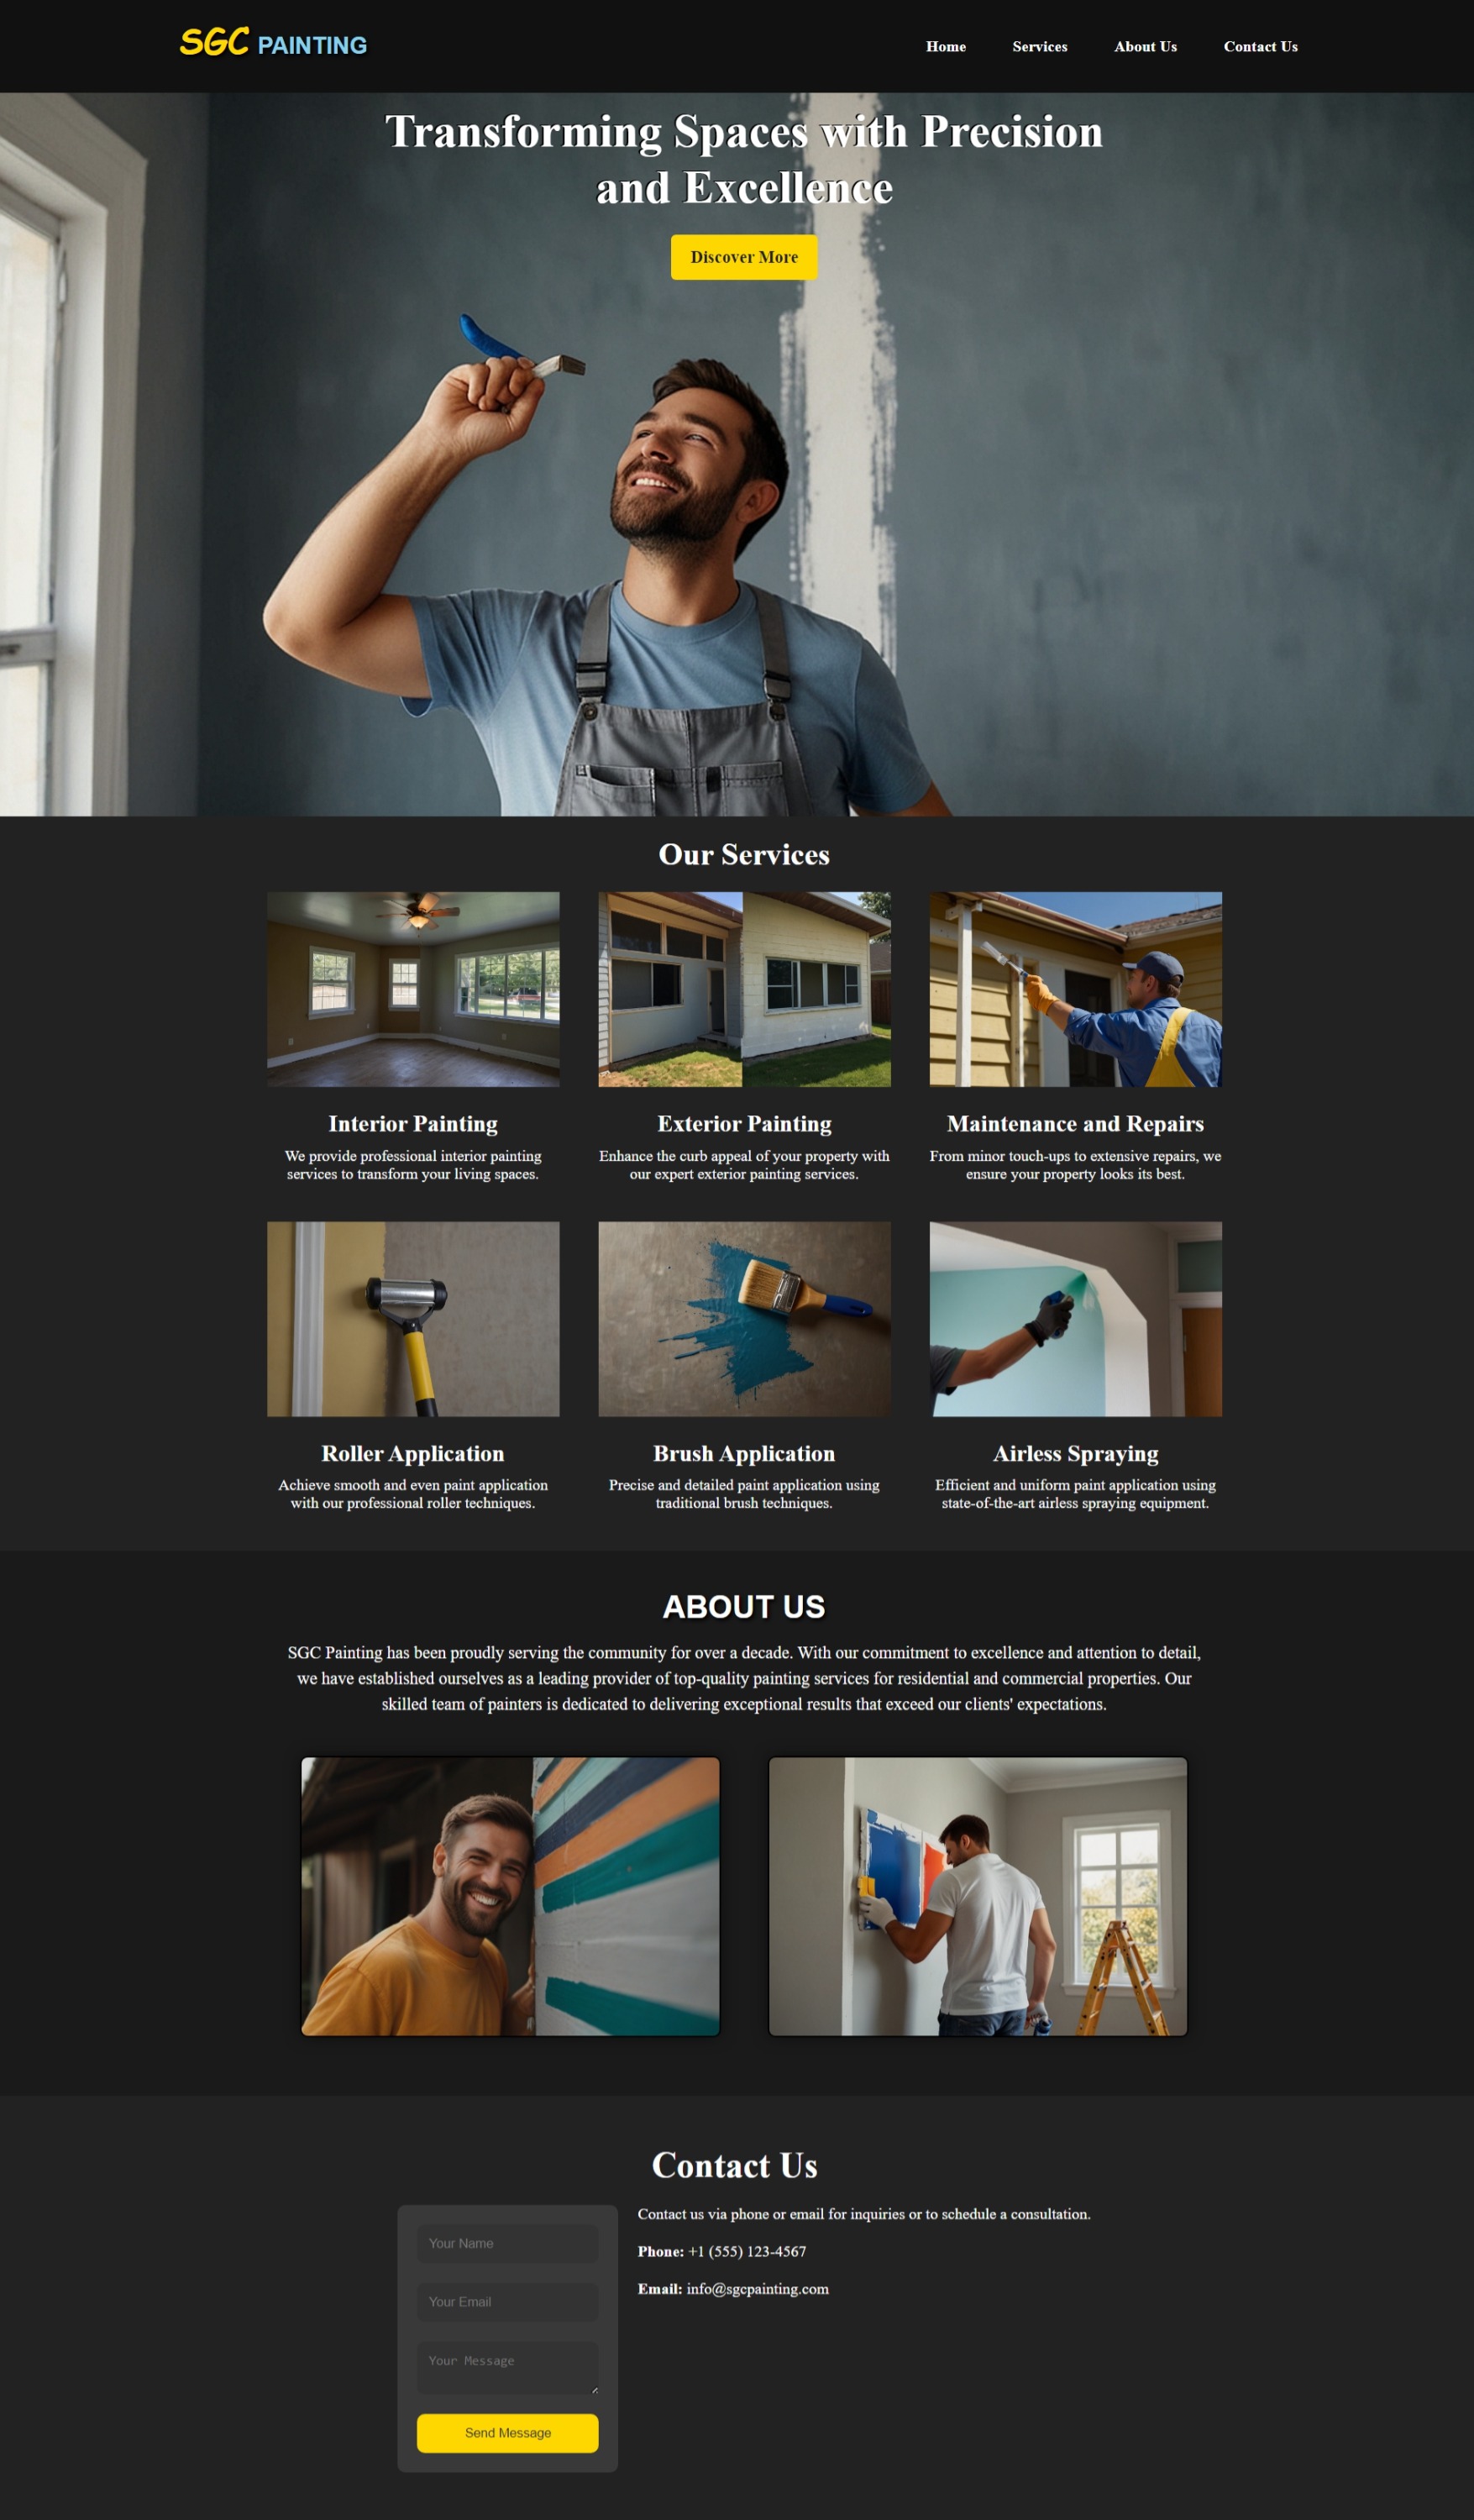 SGC PAINTING
Home Services About Us Contact Us
Transforming Spaces with Precision
and Excellence
Discover More
Our Services
Interior Painting
We provide professional interior painting
services to transform your living spaces.
Exterior Painting
Enhance the curb appeal of your property with
our expert exterior painting services.
Maintenance and Repairs
From minor touch-ups to extensive repairs, we
ensure your property looks its best.
Roller Application
Achieve smooth and even paint application
with our professional roller techniques.
Brush Application
Precise and detailed paint application using
traditional brush techniques.
Airless Spraying
Efficient and uniform paint application using
state-of-the-art airless spraying equipment.
ABOUT US
SGC Painting has been proudly serving the community for over a decade. With our commitment to excellence and attention to detail,
we have established ourselves as a leading provider of top-quality painting services for residential and commercial properties. Our
skilled team of painters is dedicated to delivering exceptional results that exceed our clients' expectations.
Contact Us
Your Name
Your Email
Your Message
Send Message
Contact us via phone or email for inquiries or to schedule a consultation.
Phone: +1 (555) 123-4567
Email: info@sgcpainting.com